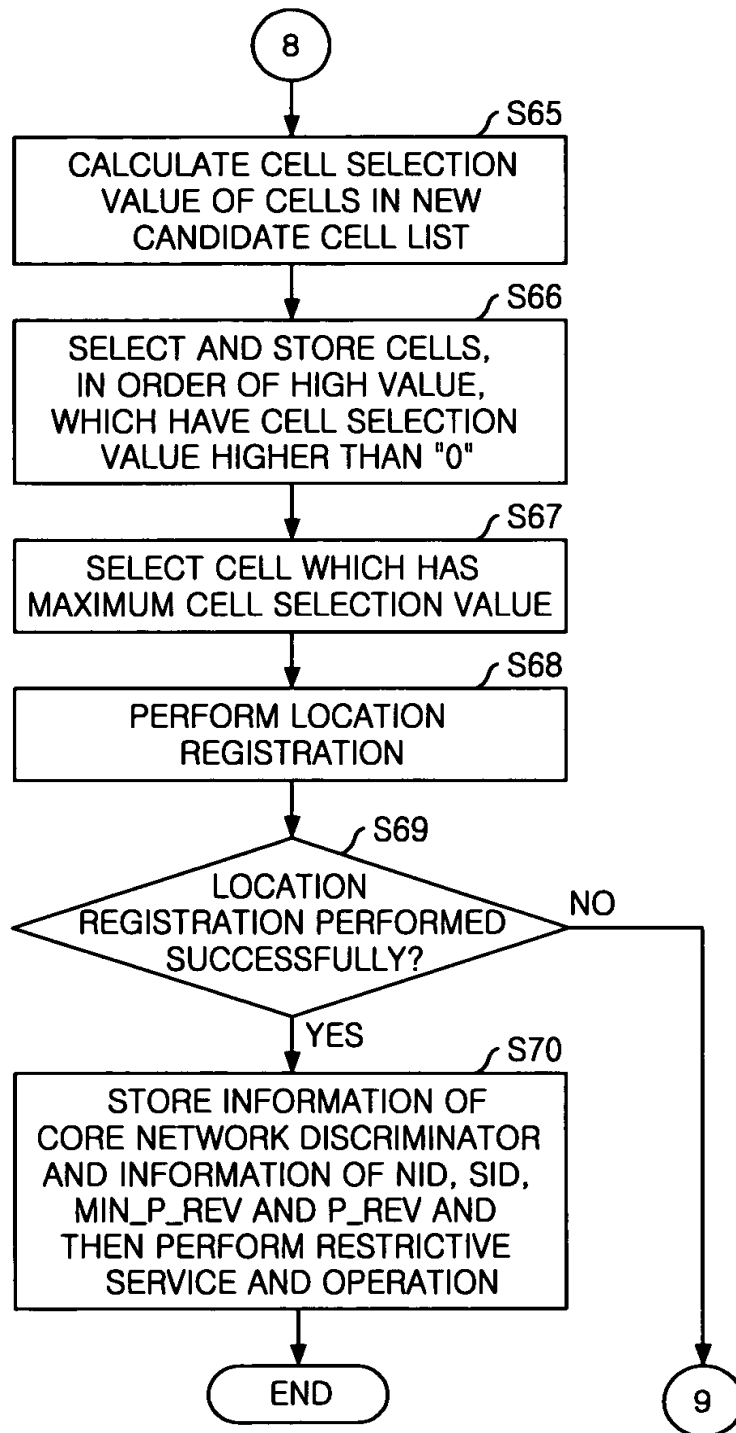 8
S65
CALCULATE CELL SELECTION
VALUE OF CELLS IN NEW
CANDIDATE CELL LIST
S66
SELECT AND STORE CELLS,
IN ORDER OF HIGH VALUE,
WHICH HAVE CELL SELECTION
VALUE HIGHER THAN "0"
S67
SELECT CELL WHICH HAS
MAXIMUM CELL SELECTION VALUE
S68
PERFORM LOCATION
REGISTRATION
S69
LOCATION
REGISTRATION PERFORMED
SUCCESSFULLY?
NO
YES
S70
STORE INFORMATION OF
CORE NETWORK DISCRIMINATOR
AND INFORMATION OF NID, SID,
MIN_P_REV AND P_REV AND
THEN PERFORM RESTRICTIVE
SERVICE AND OPERATION
END
9